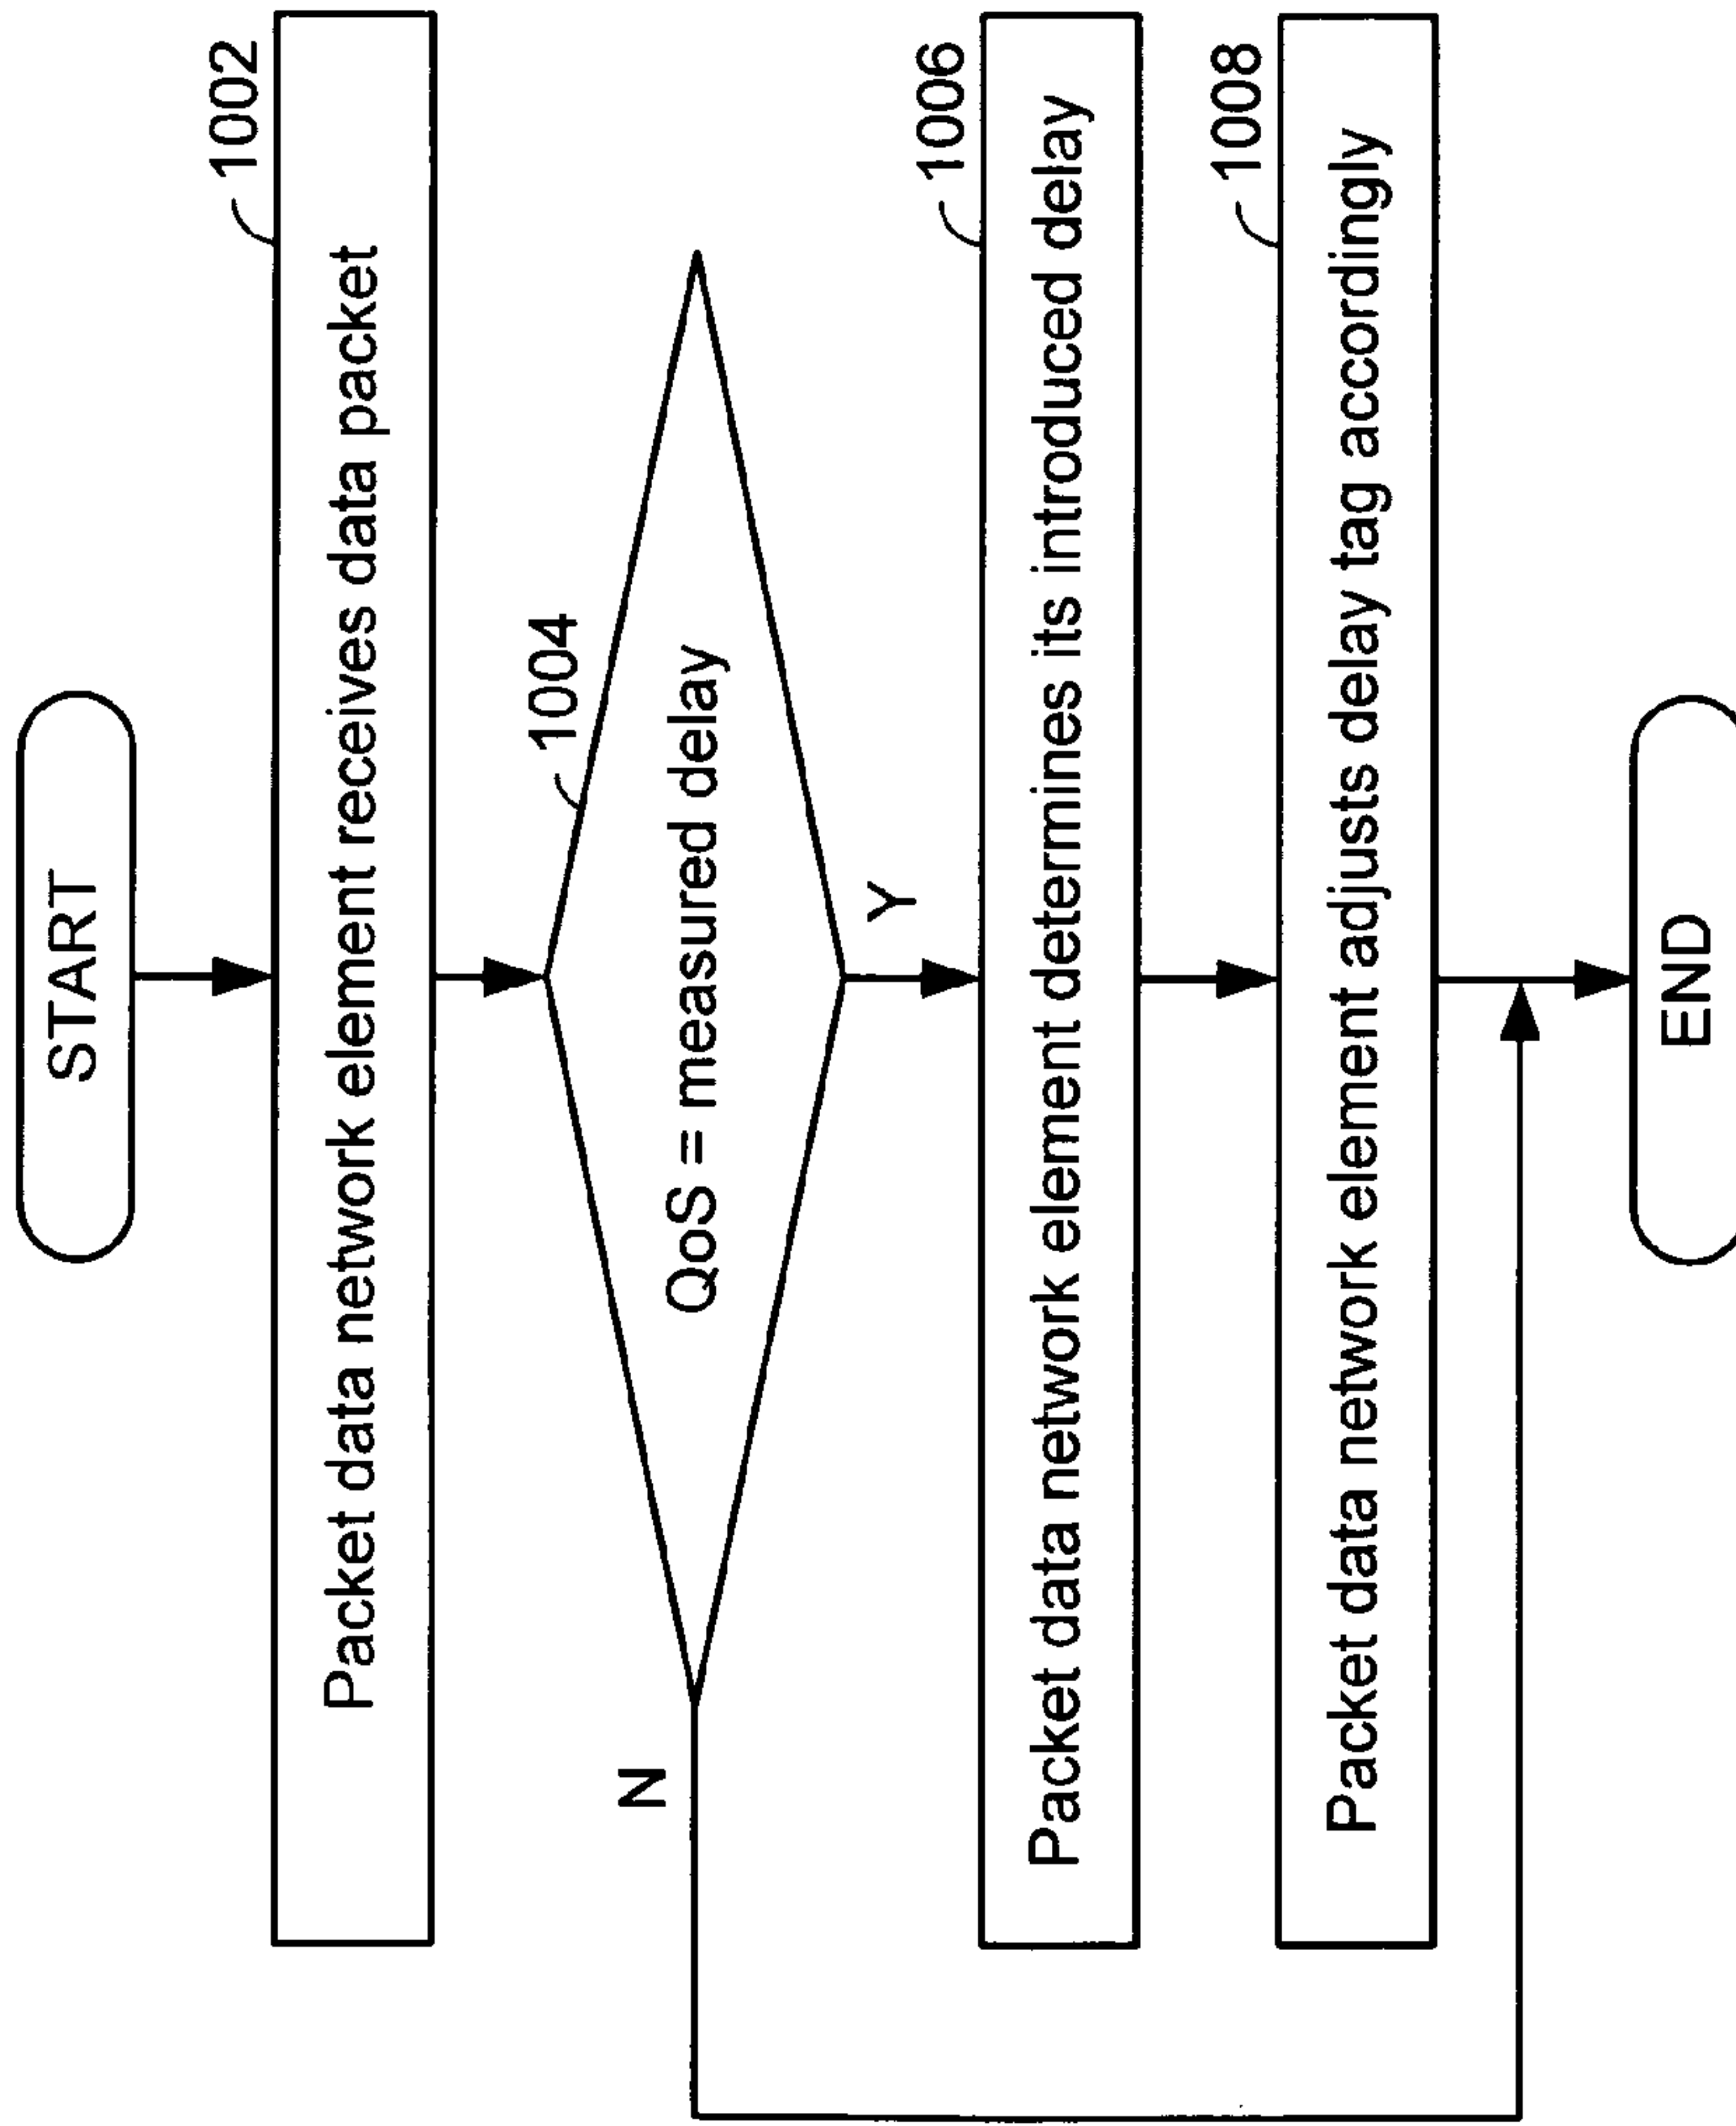 START
1002
Packet data network element receives data packet
1004
QoS = measured delay
N
Y
1006
Packet data network element determines its introduced delay
1008
Packet data network element adjusts delay tag accordingly
END